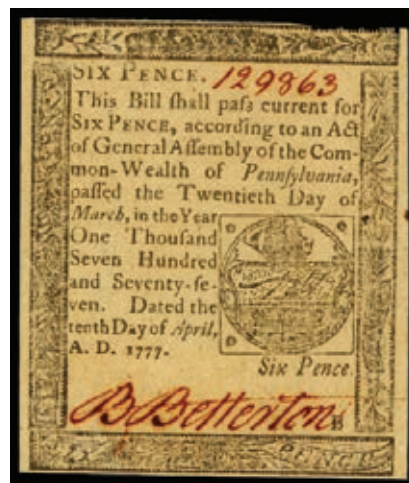 SIX PENCE. 129863
This Bill ſhall paſs current for
SIX PENCE, according to an Act
of General Aſſembly of the Com-
mon-Wealth of Pennſylvania,
paſſed the Twentieth Day of
March, in the Year
One Thouſand
Seven Hundred
and Seventy-ſe-
ven. Dated the
tenth Day of April,
A. D. 1777.
Six Pence.
B Betterton
PENCE